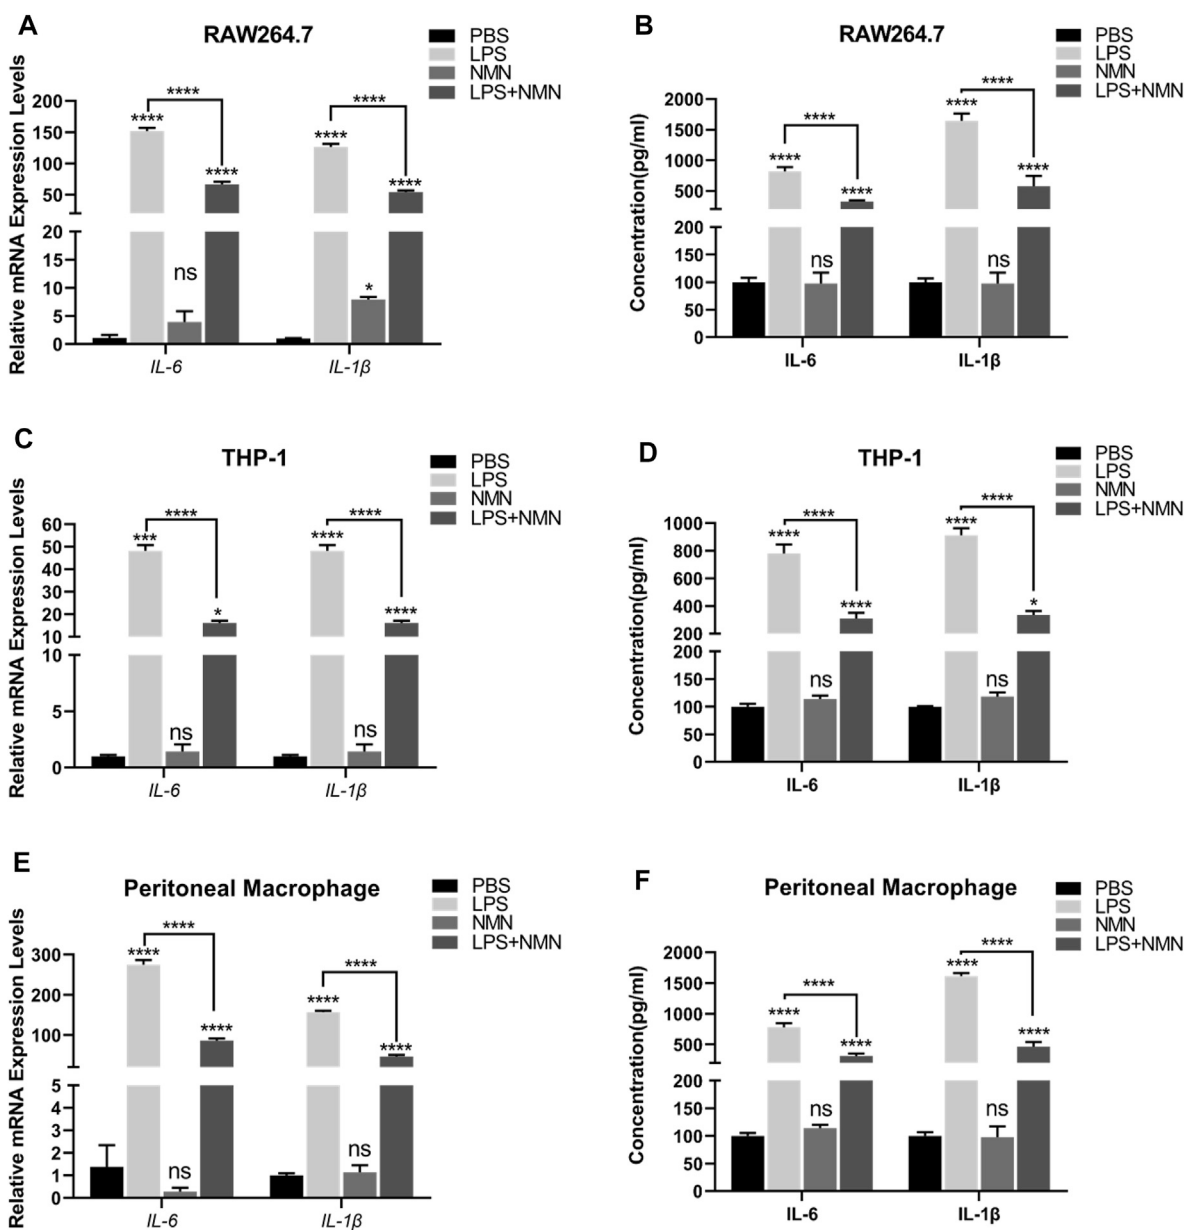 A
RAW264.7
PBS
LPS
NMN
LPS+NMN
Relative mRNA Expression Levels
200
150
100
50
20
15
10
5
0
****
****
****
ns
****
****
****
*
IL-6
IL-1β
B
RAW264.7
PBS
LPS
NMN
LPS+NMN
Concentration(pg/ml)
2000
1500
1000
500
200
150
100
50
0
****
****
****
ns
****
****
****
ns
IL-6
IL-1β
C
THP-1
PBS
LPS
NMN
LPS+NMN
Relative mRNA Expression Levels
60
50
40
30
20
10
10
5
0
****
***
*
ns
****
****
****
ns
IL-6
IL-1β
D
THP-1
PBS
LPS
NMN
LPS+NMN
Concentration(pg/ml)
1000
800
600
400
200
200
150
100
50
0
****
****
****
ns
****
****
*
ns
IL-6
IL-1β
E
Peritoneal Macrophage
PBS
LPS
NMN
LPS+NMN
Relative mRNA Expression Levels
300
200
100
5
4
3
2
1
0
****
****
****
ns
****
****
****
ns
IL-6
IL-1β
F
Peritoneal Macrophage
PBS
LPS
NMN
LPS+NMN
Concentration(pg/ml)
2000
1500
1000
500
200
150
100
50
0
****
****
****
ns
****
****
****
ns
IL-6
IL-1β